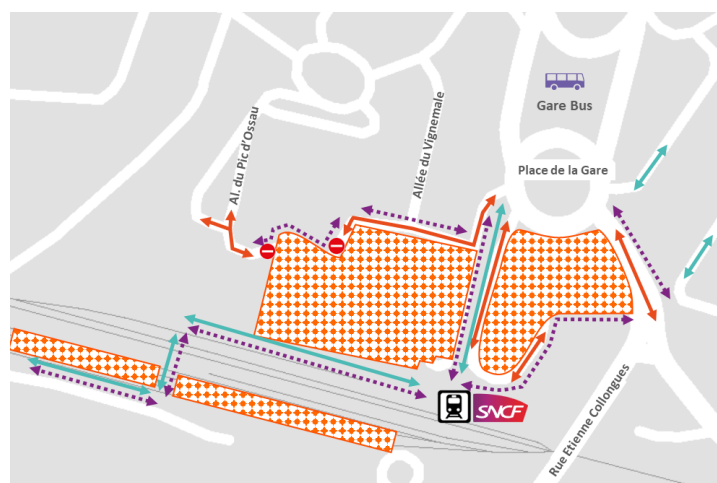 Gare Bus
Place de la Gare
Al. du Pic d'Ossau
Allée du Vignemale
SNCF
Rue Etienne Collongues